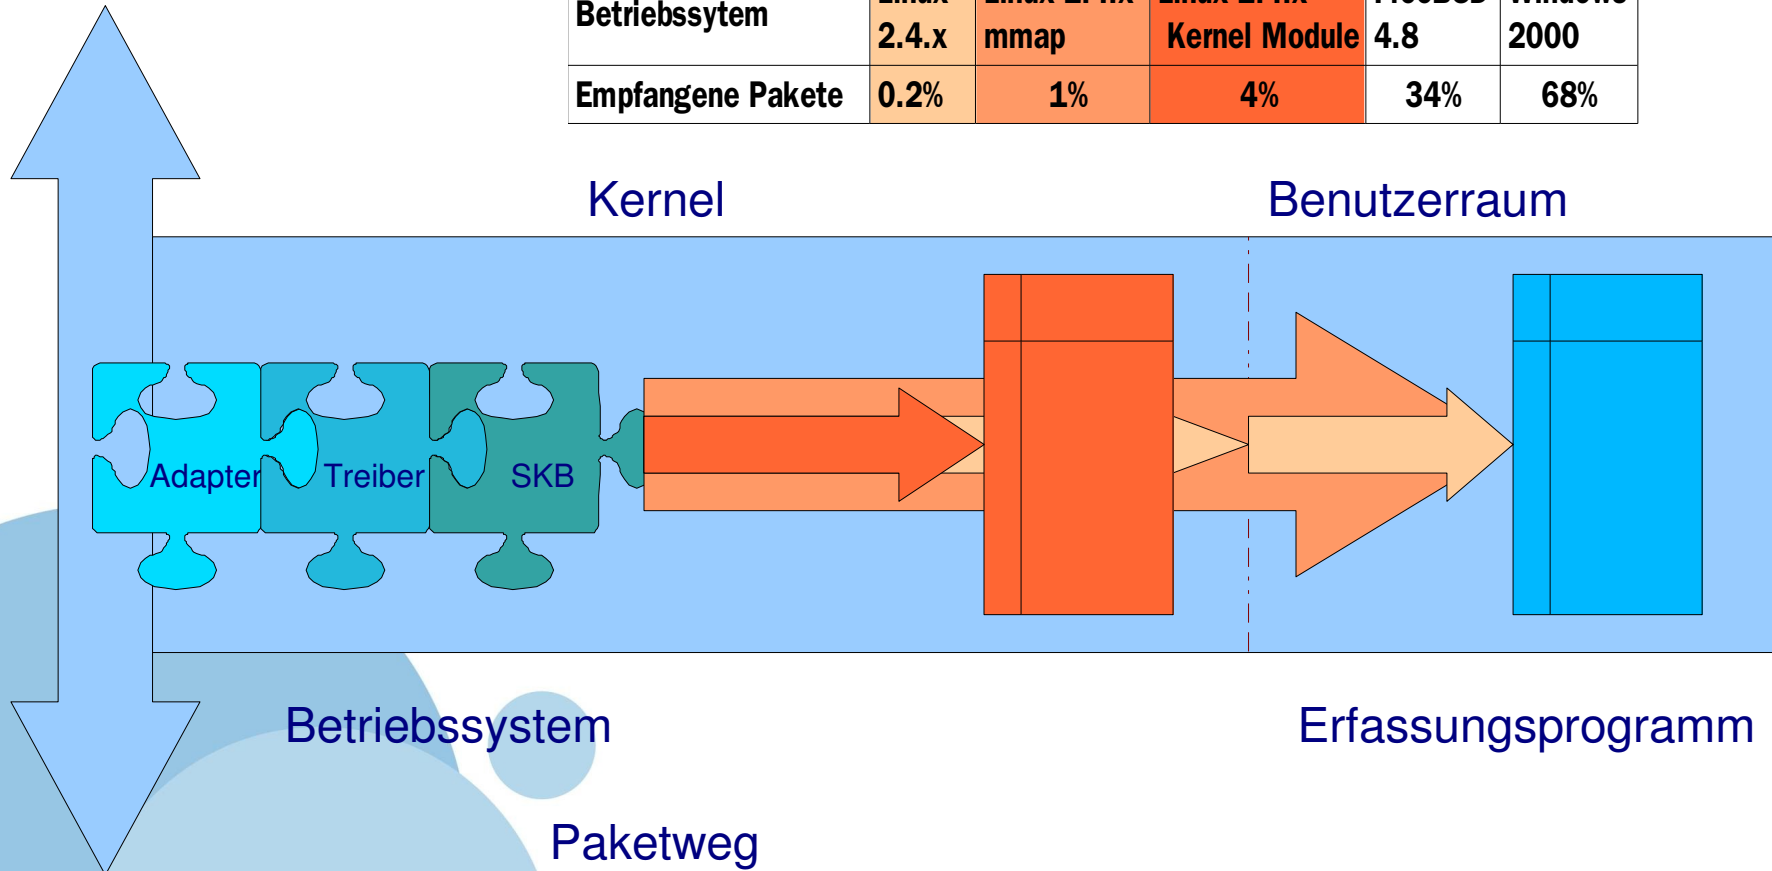 Betriebssytem
2.4.x mmap Kernel Module 4.8 2000
Empfangene Pakete 0.2% 1% 4% 34% 68%
Kernel Benutzerraum
Adapter Treiber SKB
Betriebssystem Erfassungsprogramm
Paketweg